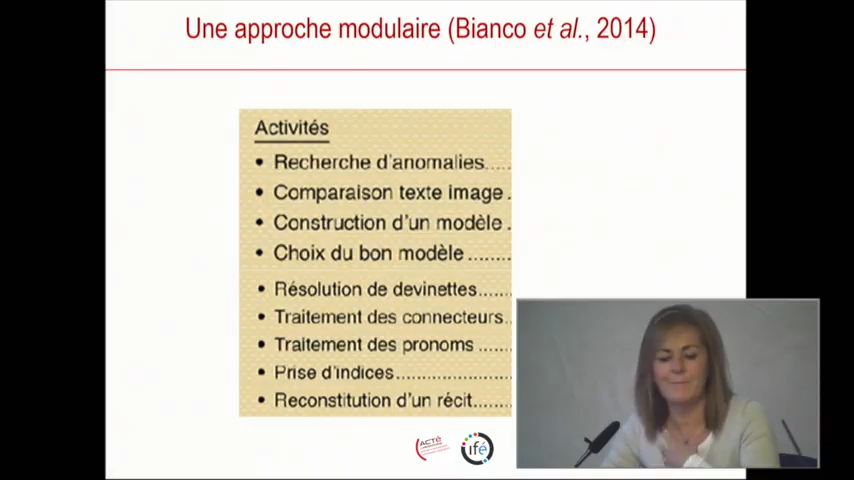 Une approche modulaire (Bianco et al., 2014)
Activités
• Recherche d'anomalies.....
• Comparaison texte image .
• Construction d'un modèle .
• Choix du bon modèle ........
• Résolution de devinettes......
• Traitement des connecteurs..
• Traitement des pronoms ......
• Prise d'indices....................
• Reconstitution d'un récit.......
ACTÉ
ifé